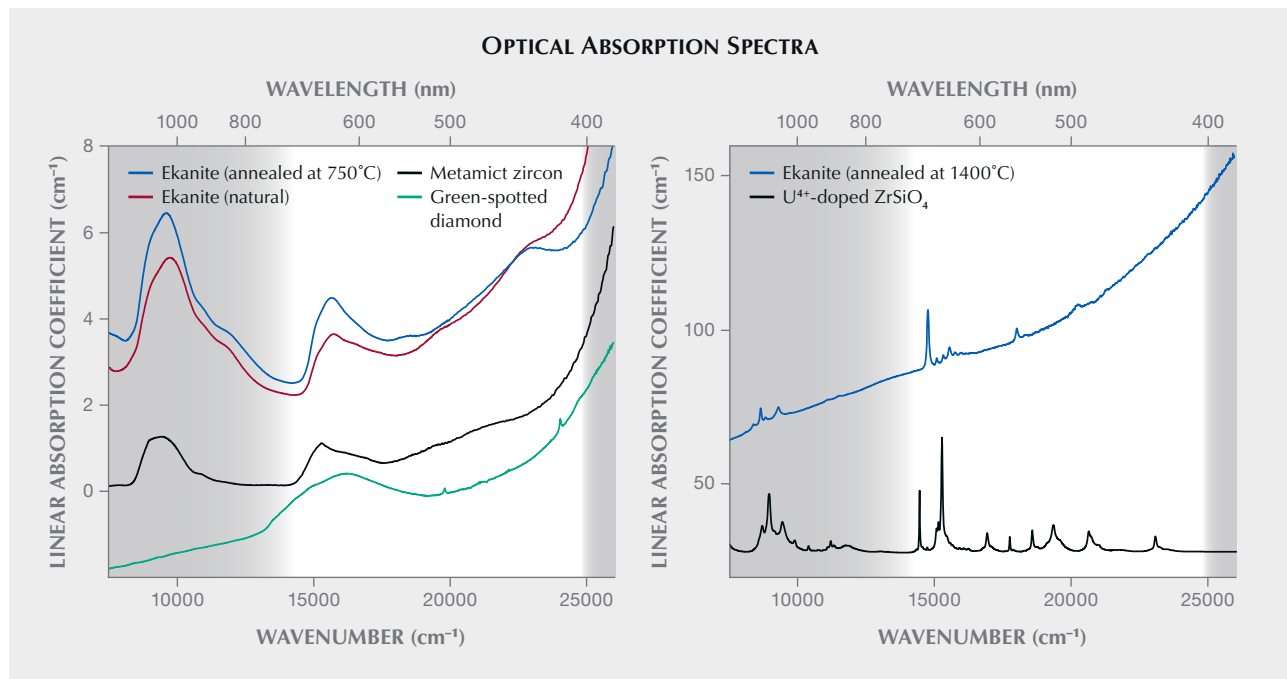 OPTICAL ABSORPTION SPECTRA
WAVELENGTH (nm)
1000 800 600 500 400
8
6
4
2
0
LINEAR ABSORPTION COEFFICIENT (cm⁻¹)
Ekanite (annealed at 750°C)
Ekanite (natural)
Metamict zircon
Green-spotted
diamond
10000 15000 20000 25000
WAVENUMBER (cm⁻¹)
WAVELENGTH (nm)
1000 800 600 500 400
150
100
50
LINEAR ABSORPTION COEFFICIENT (cm⁻¹)
Ekanite (annealed at 1400°C)
U⁴⁺-doped ZrSiO₄
10000 15000 20000 25000
WAVENUMBER (cm⁻¹)